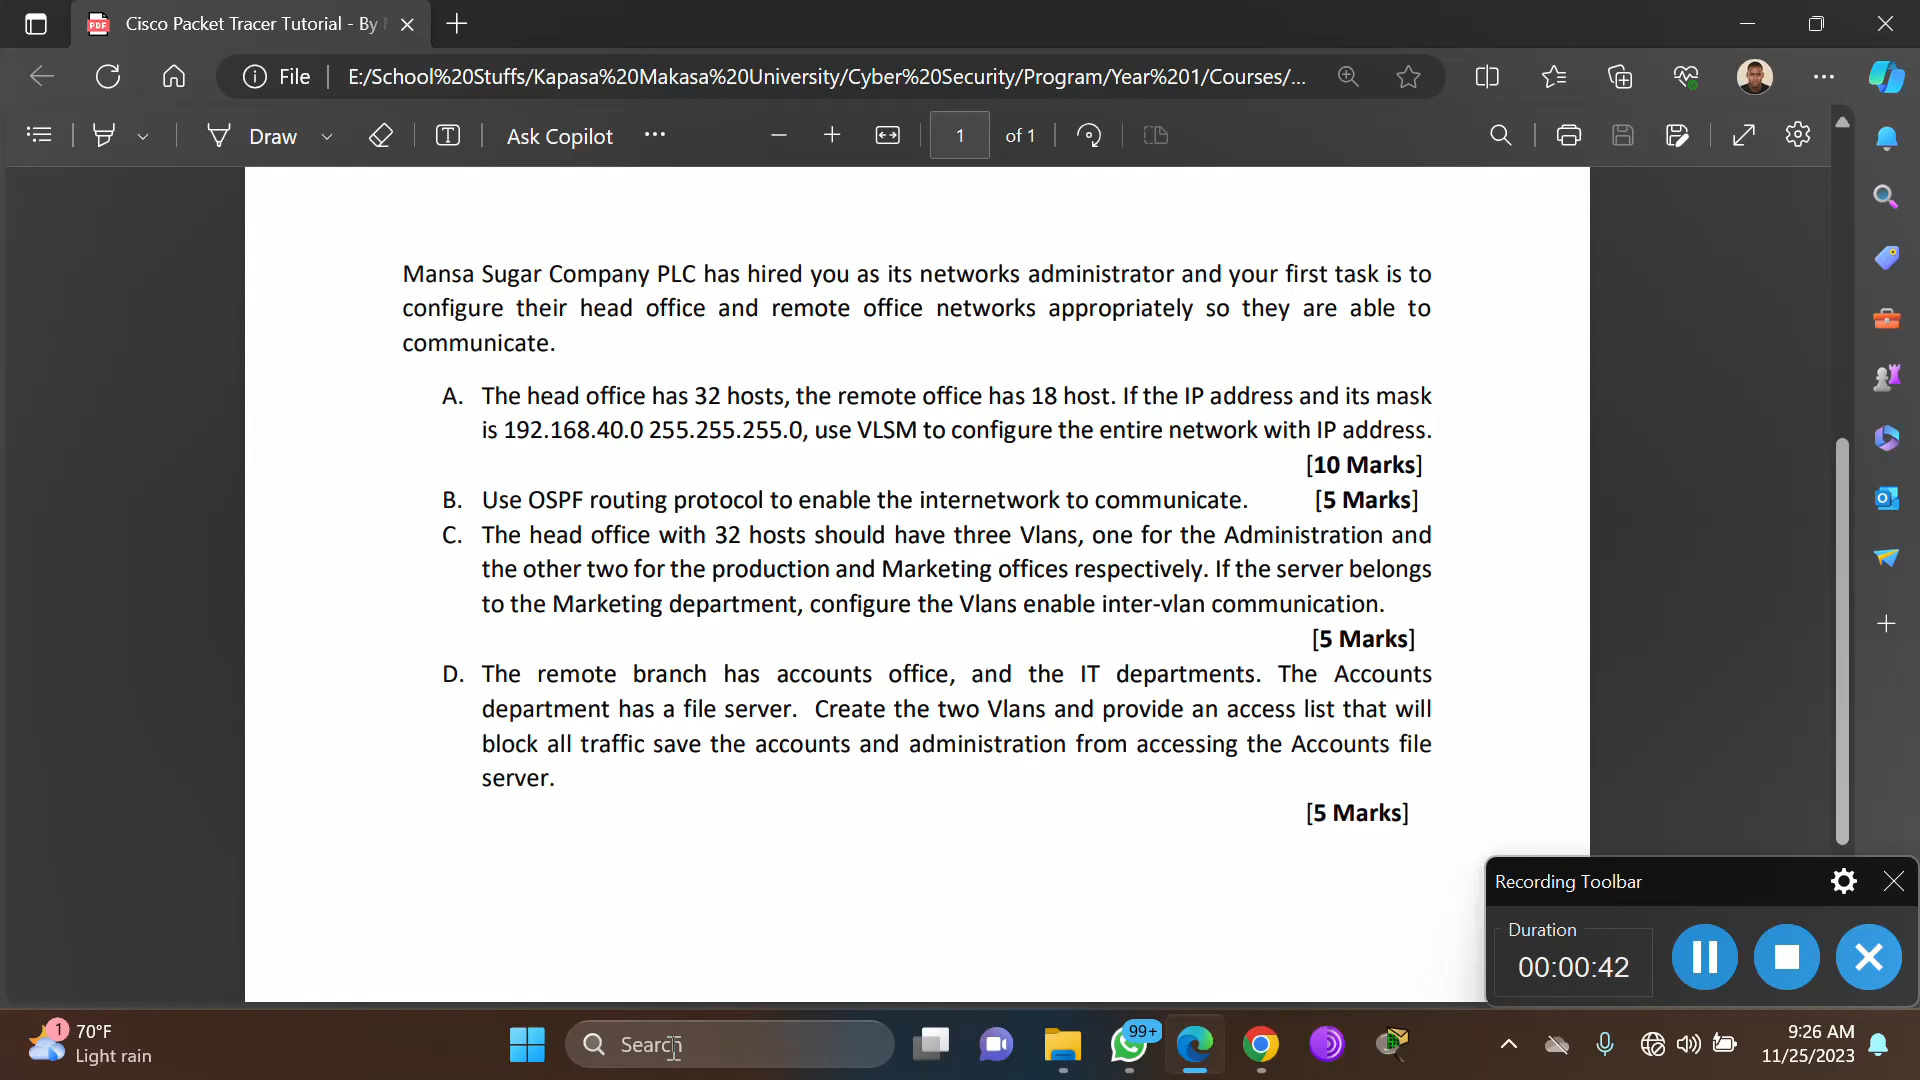 Cisco Packet Tracer Tutorial - By
File
E:/School%20Stuffs/Kapasa%20Makasa%20University/Cyber%20Security/Program/Year%201/Courses/...
Draw
Ask Copilot
1
of 1
Mansa Sugar Company PLC has hired you as its networks administrator and your first task is to
configure their head office and remote office networks appropriately so they are able to
communicate.
A. The head office has 32 hosts, the remote office has 18 host. If the IP address and its mask
is 192.168.40.0 255.255.255.0, use VLSM to configure the entire network with IP address.
[10 Marks]
B. Use OSPF routing protocol to enable the internetwork to communicate. [5 Marks]
C. The head office with 32 hosts should have three Vlans, one for the Administration and
the other two for the production and Marketing offices respectively. If the server belongs
to the Marketing department, configure the Vlans enable inter-vlan communication.
[5 Marks]
D. The remote branch has accounts office, and the IT departments. The Accounts
department has a file server. Create the two Vlans and provide an access list that will
block all traffic save the accounts and administration from accessing the Accounts file
server.
[5 Marks]
Recording Toolbar
Duration
00:00:42
1
70°F
Light rain
Search
99+
9:26 AM
11/25/2023